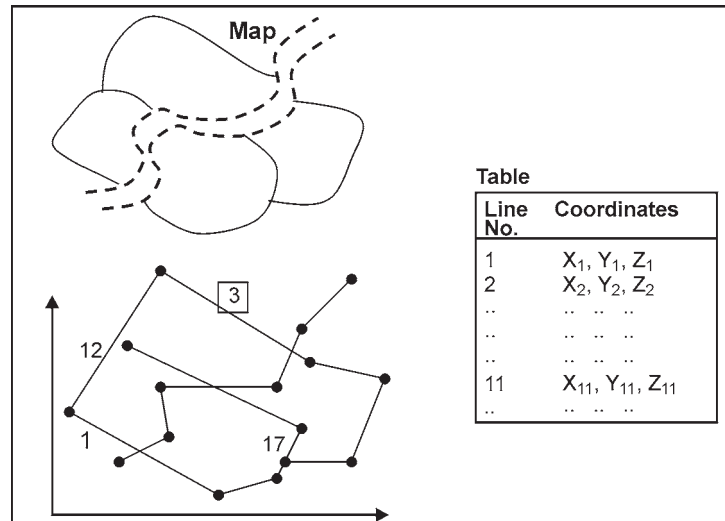 Map
3
12
1
17
Table
Line No. Coordinates
1 X₁, Y₁, Z₁
2 X₂, Y₂, Z₂
.. .. .. ..
.. .. .. ..
.. .. .. ..
11 X₁₁, Y₁₁, Z₁₁
.. .. .. ..